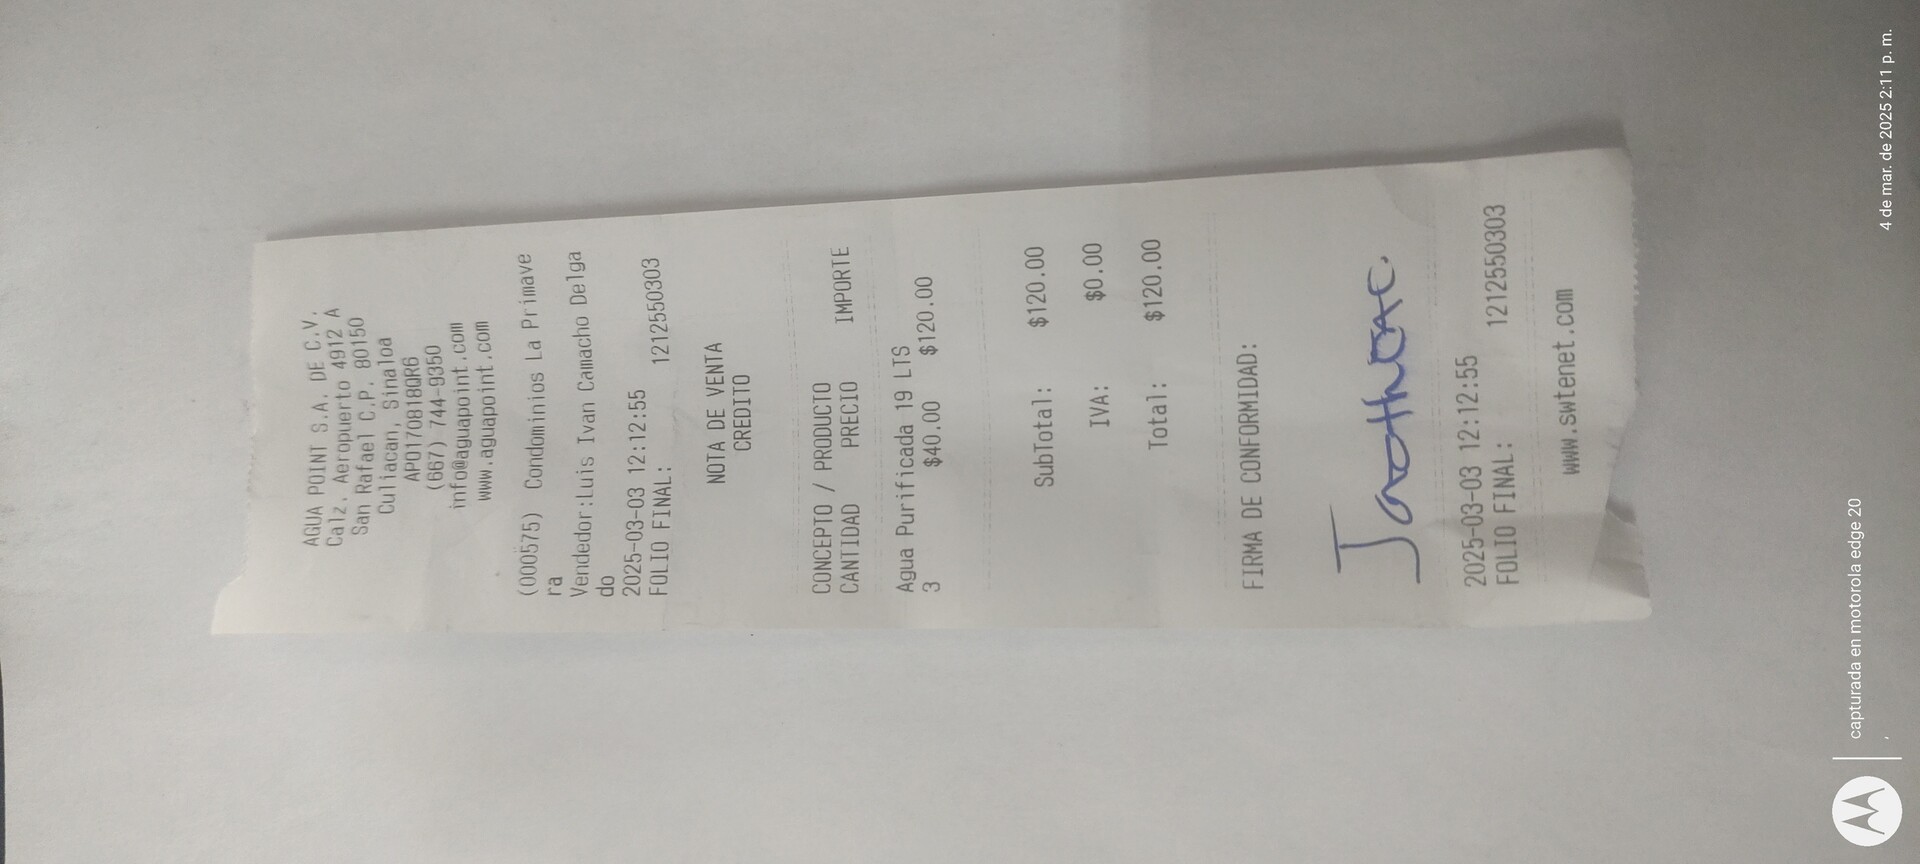 AGUA POINT S.A. DE C.V.
Calz. Aeropuerto 4912 A
San Rafael C.P. 80150
Culiacan, Sinaloa
APO170818QR6
(667) 744-9350
info@aguapoint.com
www.aguapoint.com
(000575) Condominios La Primave
ra
Vendedor:Luis Ivan Camacho Delga
do
2025-03-03 12:12:55
FOLIO FINAL: 1212550303
NOTA DE VENTA
CREDITO
CONCEPTO / PRODUCTO
CANTIDAD PRECIO IMPORTE
Agua Purificada 19 LTS
3 $40.00 $120.00
SubTotal: $120.00
IVA: $0.00
Total: $120.00
FIRMA DE CONFORMIDAD:
2025-03-03 12:12:55
FOLIO FINAL: 1212550303
www.swtenet.com
capturada en motorola edge 20
,
4 de mar. de 2025 2:11 p. m.